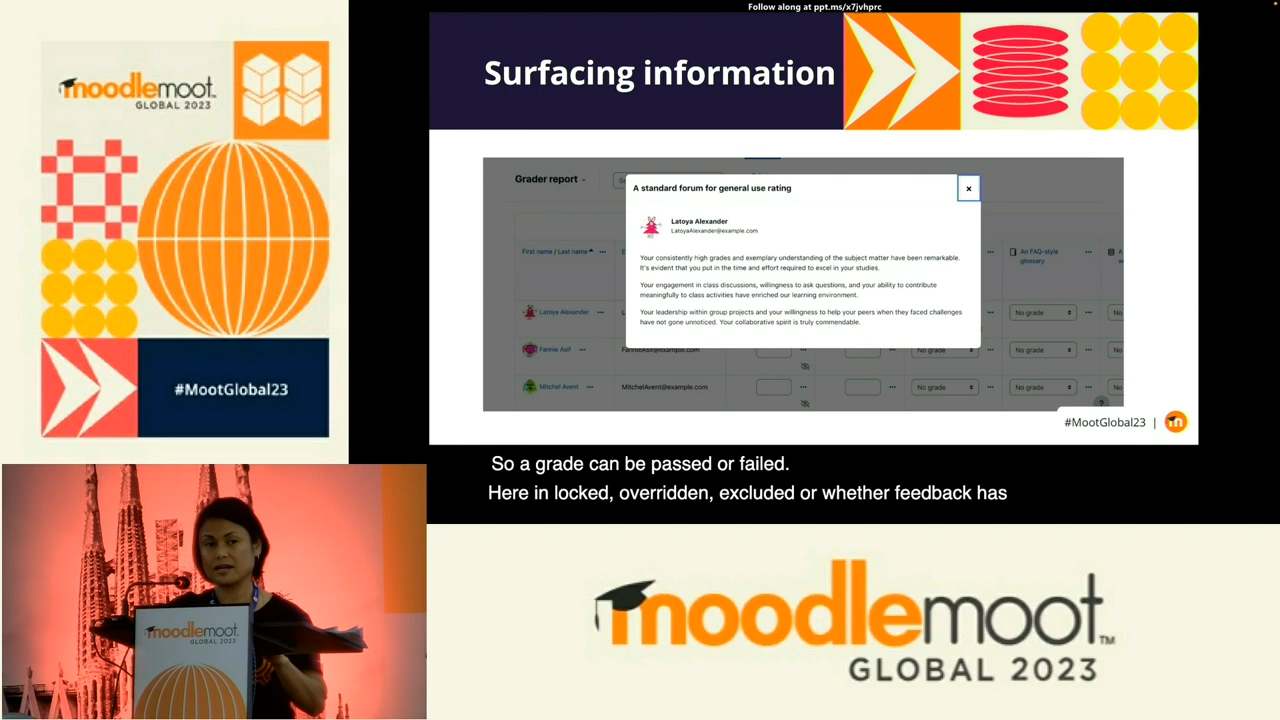 Follow along at ppt.ms/x7jvhprc
moodlemoot
GLOBAL 2023
#MootGlobal23
Surfacing information
Grader report
A standard forum for general use rating
×
Latoya Alexander
LatoyaAlexander@example.com
Your consistently high grades and exemplary understanding of the subject matter have been remarkable.
It's evident that you put in the time and effort required to excel in your studies.
Your engagement in class discussions, willingness to ask questions, and your ability to contribute
meaningfully to class activities have enriched our learning environment.
Your leadership within group projects and your willingness to help your peers when they faced challenges
have not gone unnoticed. Your collaborative spirit is truly commendable.
First name / Last name
An FAQ-style
glossary
Latoya Alexander
No grade
No
Fannie Asif
FannieAsif@example.com
No grade
No grade
No
Mitchel Avent
MitchelAvent@example.com
No grade
No grade
No
?
#MootGlobal23 |
So a grade can be passed or failed.
Here in locked, overridden, excluded or whether feedback has
moodlemoot
GLOBAL 2023
moodlemoot™
GLOBAL 2023